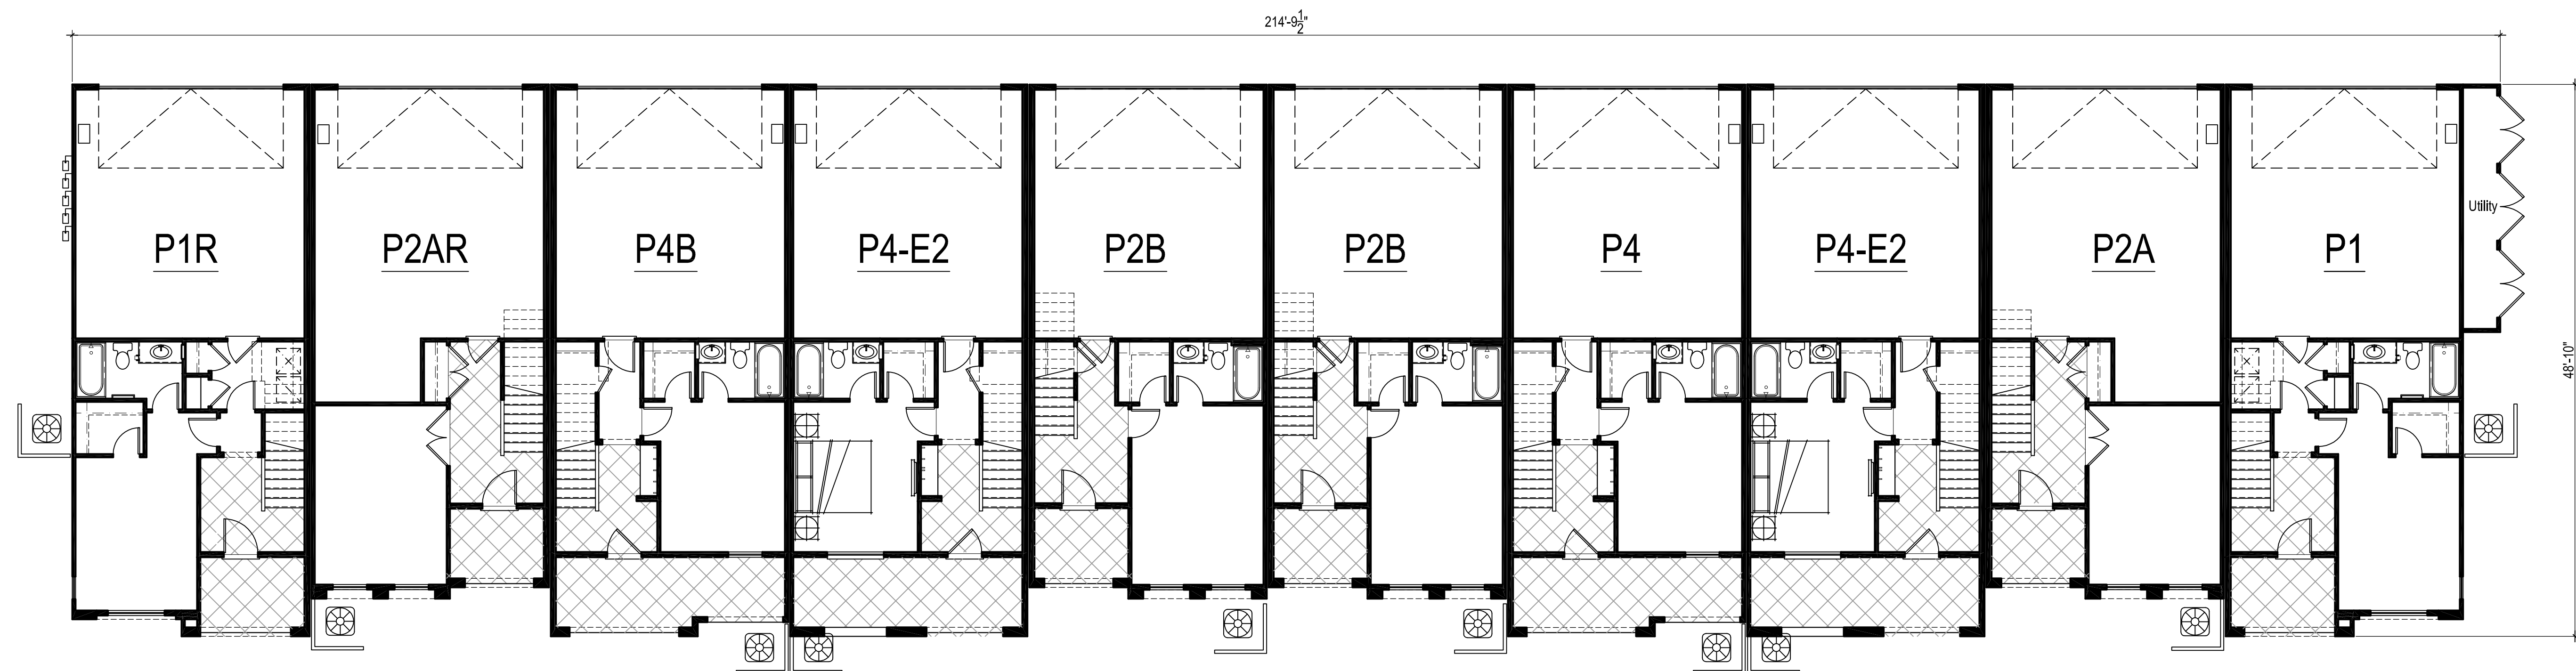 214'-9 1/2"
P1R
P2AR
P4B
P4-E2
P2B
P2B
P4
P4-E2
P2A
P1
Utility
48'-10"